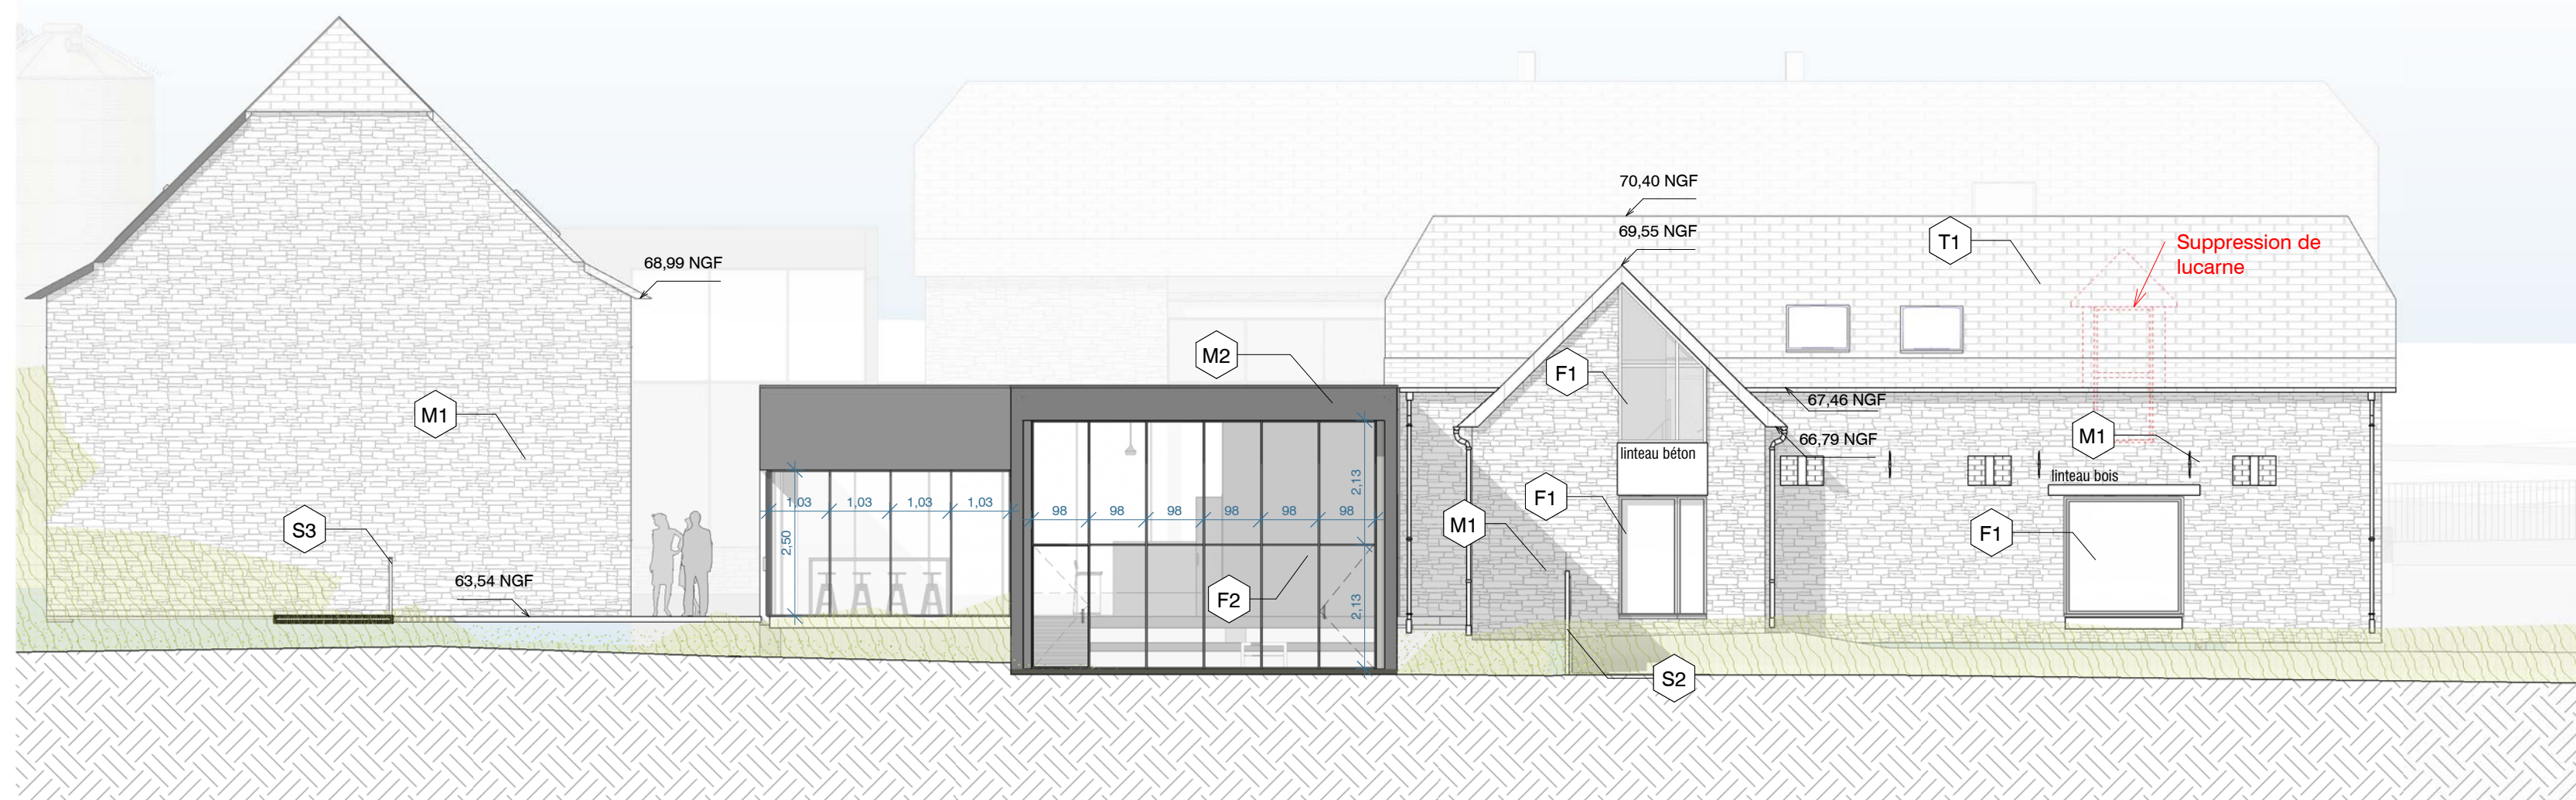 70,40 NGF
69,55 NGF
T1
Suppression de
lucarne
68,99 NGF
M2
F1
67,46 NGF
M1
66,79 NGF
M1
linteau béton
linteau bois
1,03
1,03
1,03
1,03
2,50
98
98
98
98
98
98
2,13
2,13
F1
M1
F1
S3
63,54 NGF
F2
S2